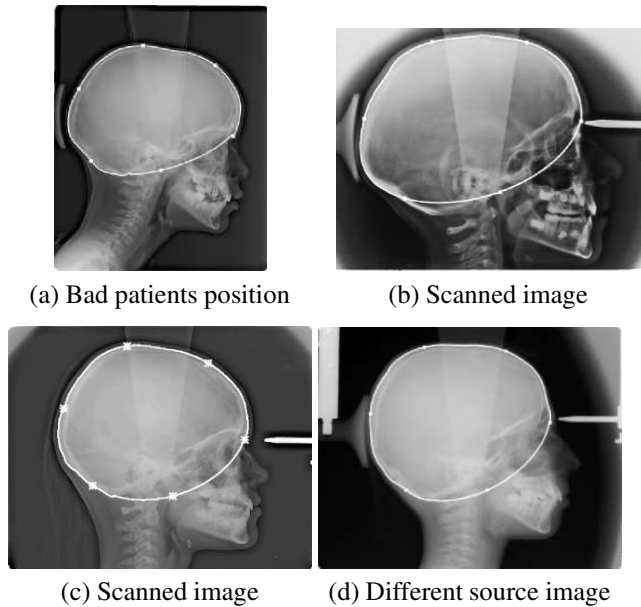 (a) Bad patients position
(b) Scanned image
(c) Scanned image
(d) Different source image